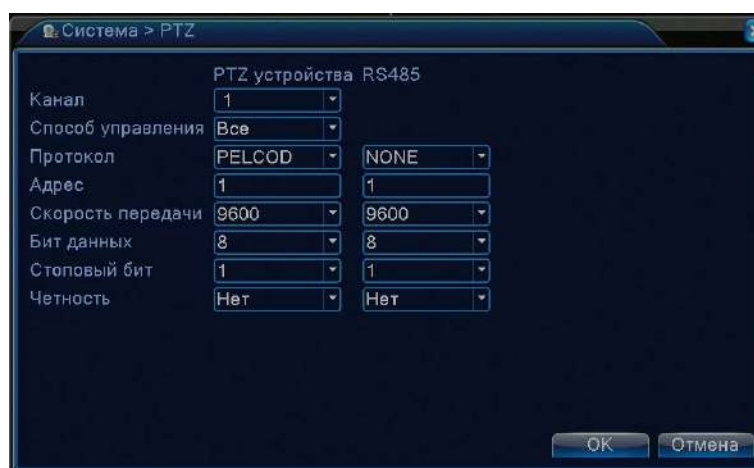 Система > PTZ
PTZ устройства RS485
Канал 1
Способ управления Все
Протокол PELCOD NONE
Адрес 1 1
Скорость передачи 9600 9600
Бит данных 8 8
Стоповый бит 1 1
Четность Нет Нет
OK Отмена